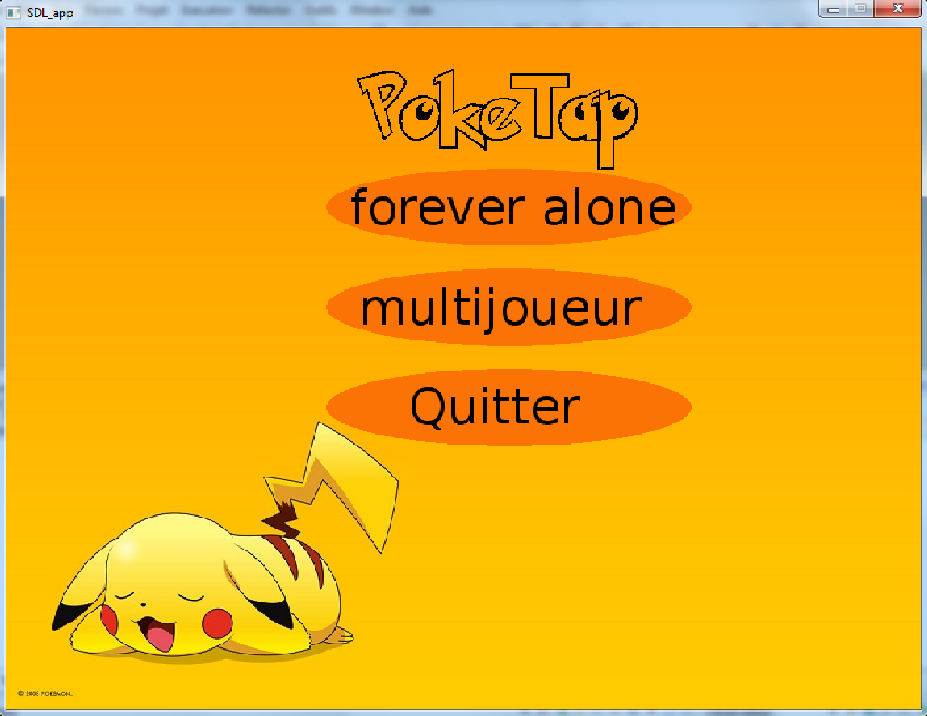 SDL_app
PokeTap
forever alone
multijoueur
Quitter